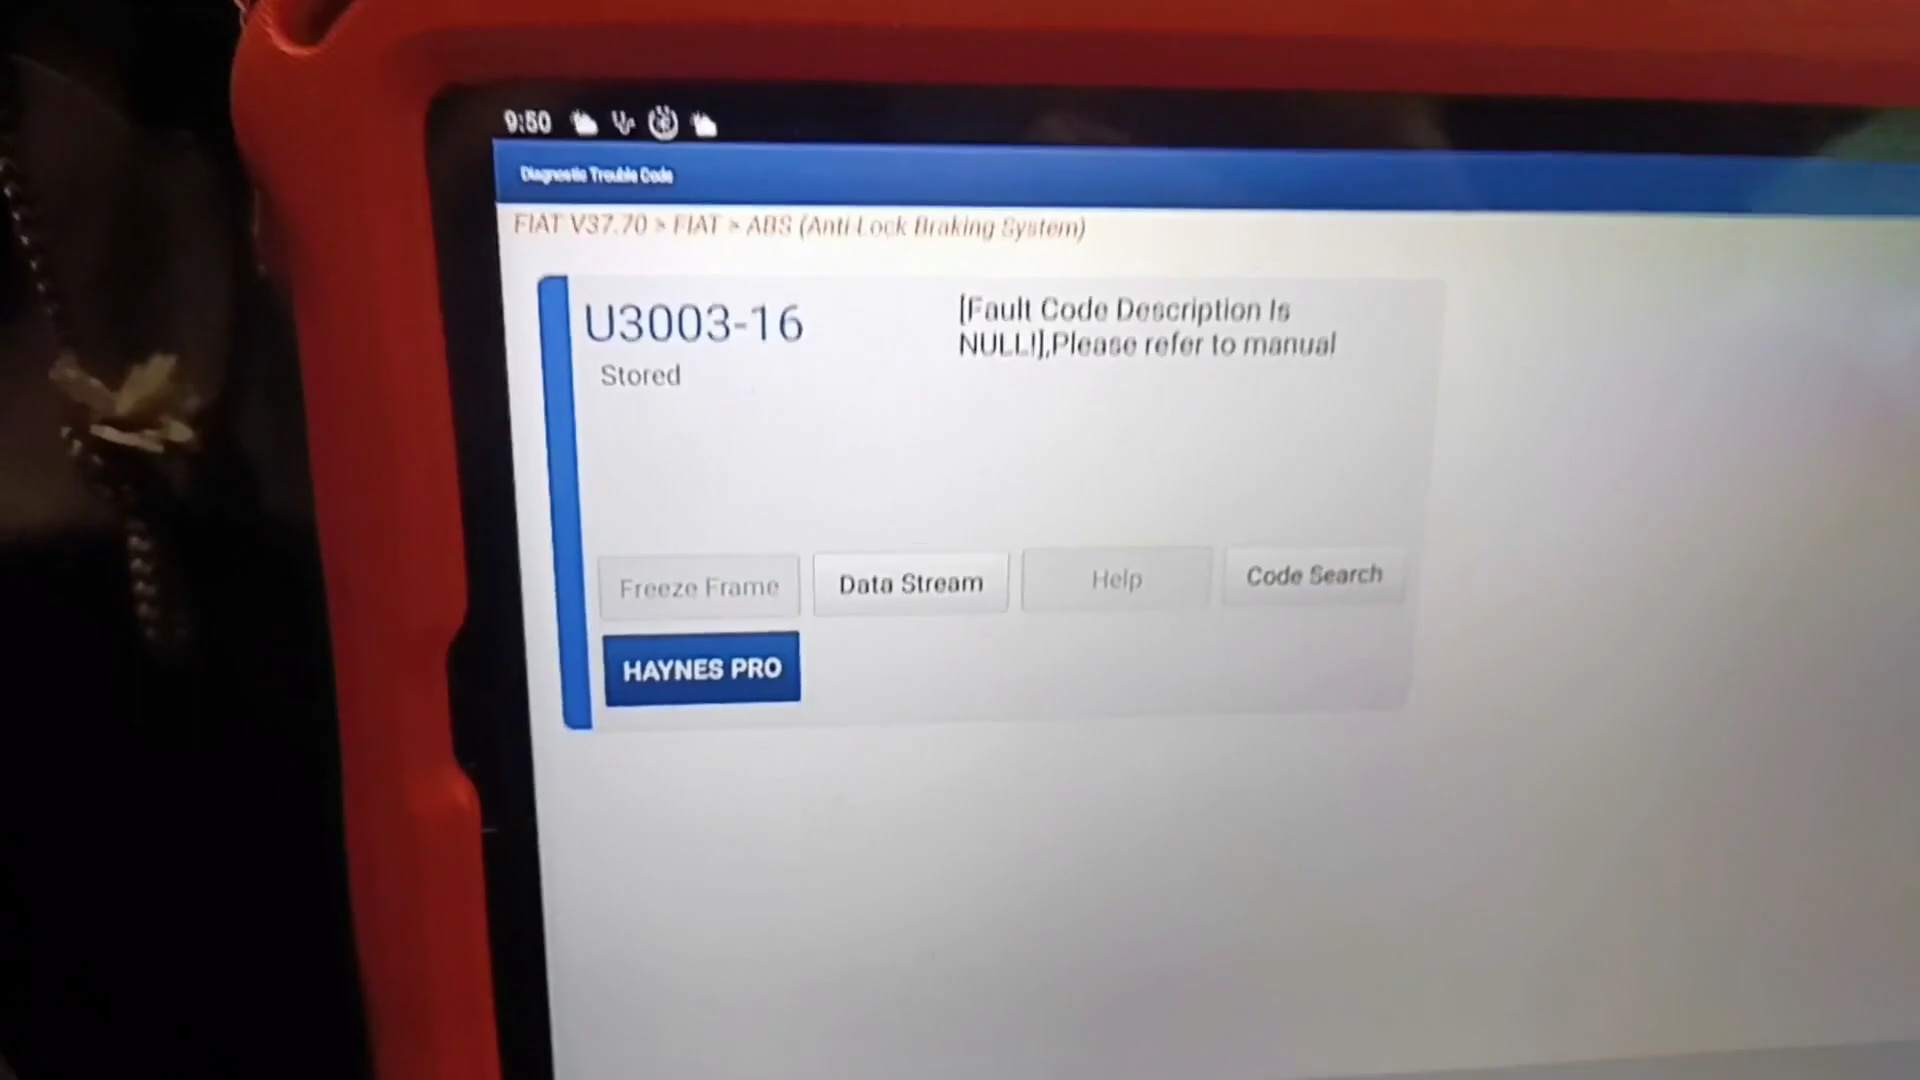 9:50
Diagnostic Trouble Code
FIAT V37.70 > FIAT > ABS (Anti Lock Braking System)
U3003-16
Stored
[Fault Code Description Is
NULL!],Please refer to manual
Freeze Frame
Data Stream
Help
Code Search
HAYNES PRO